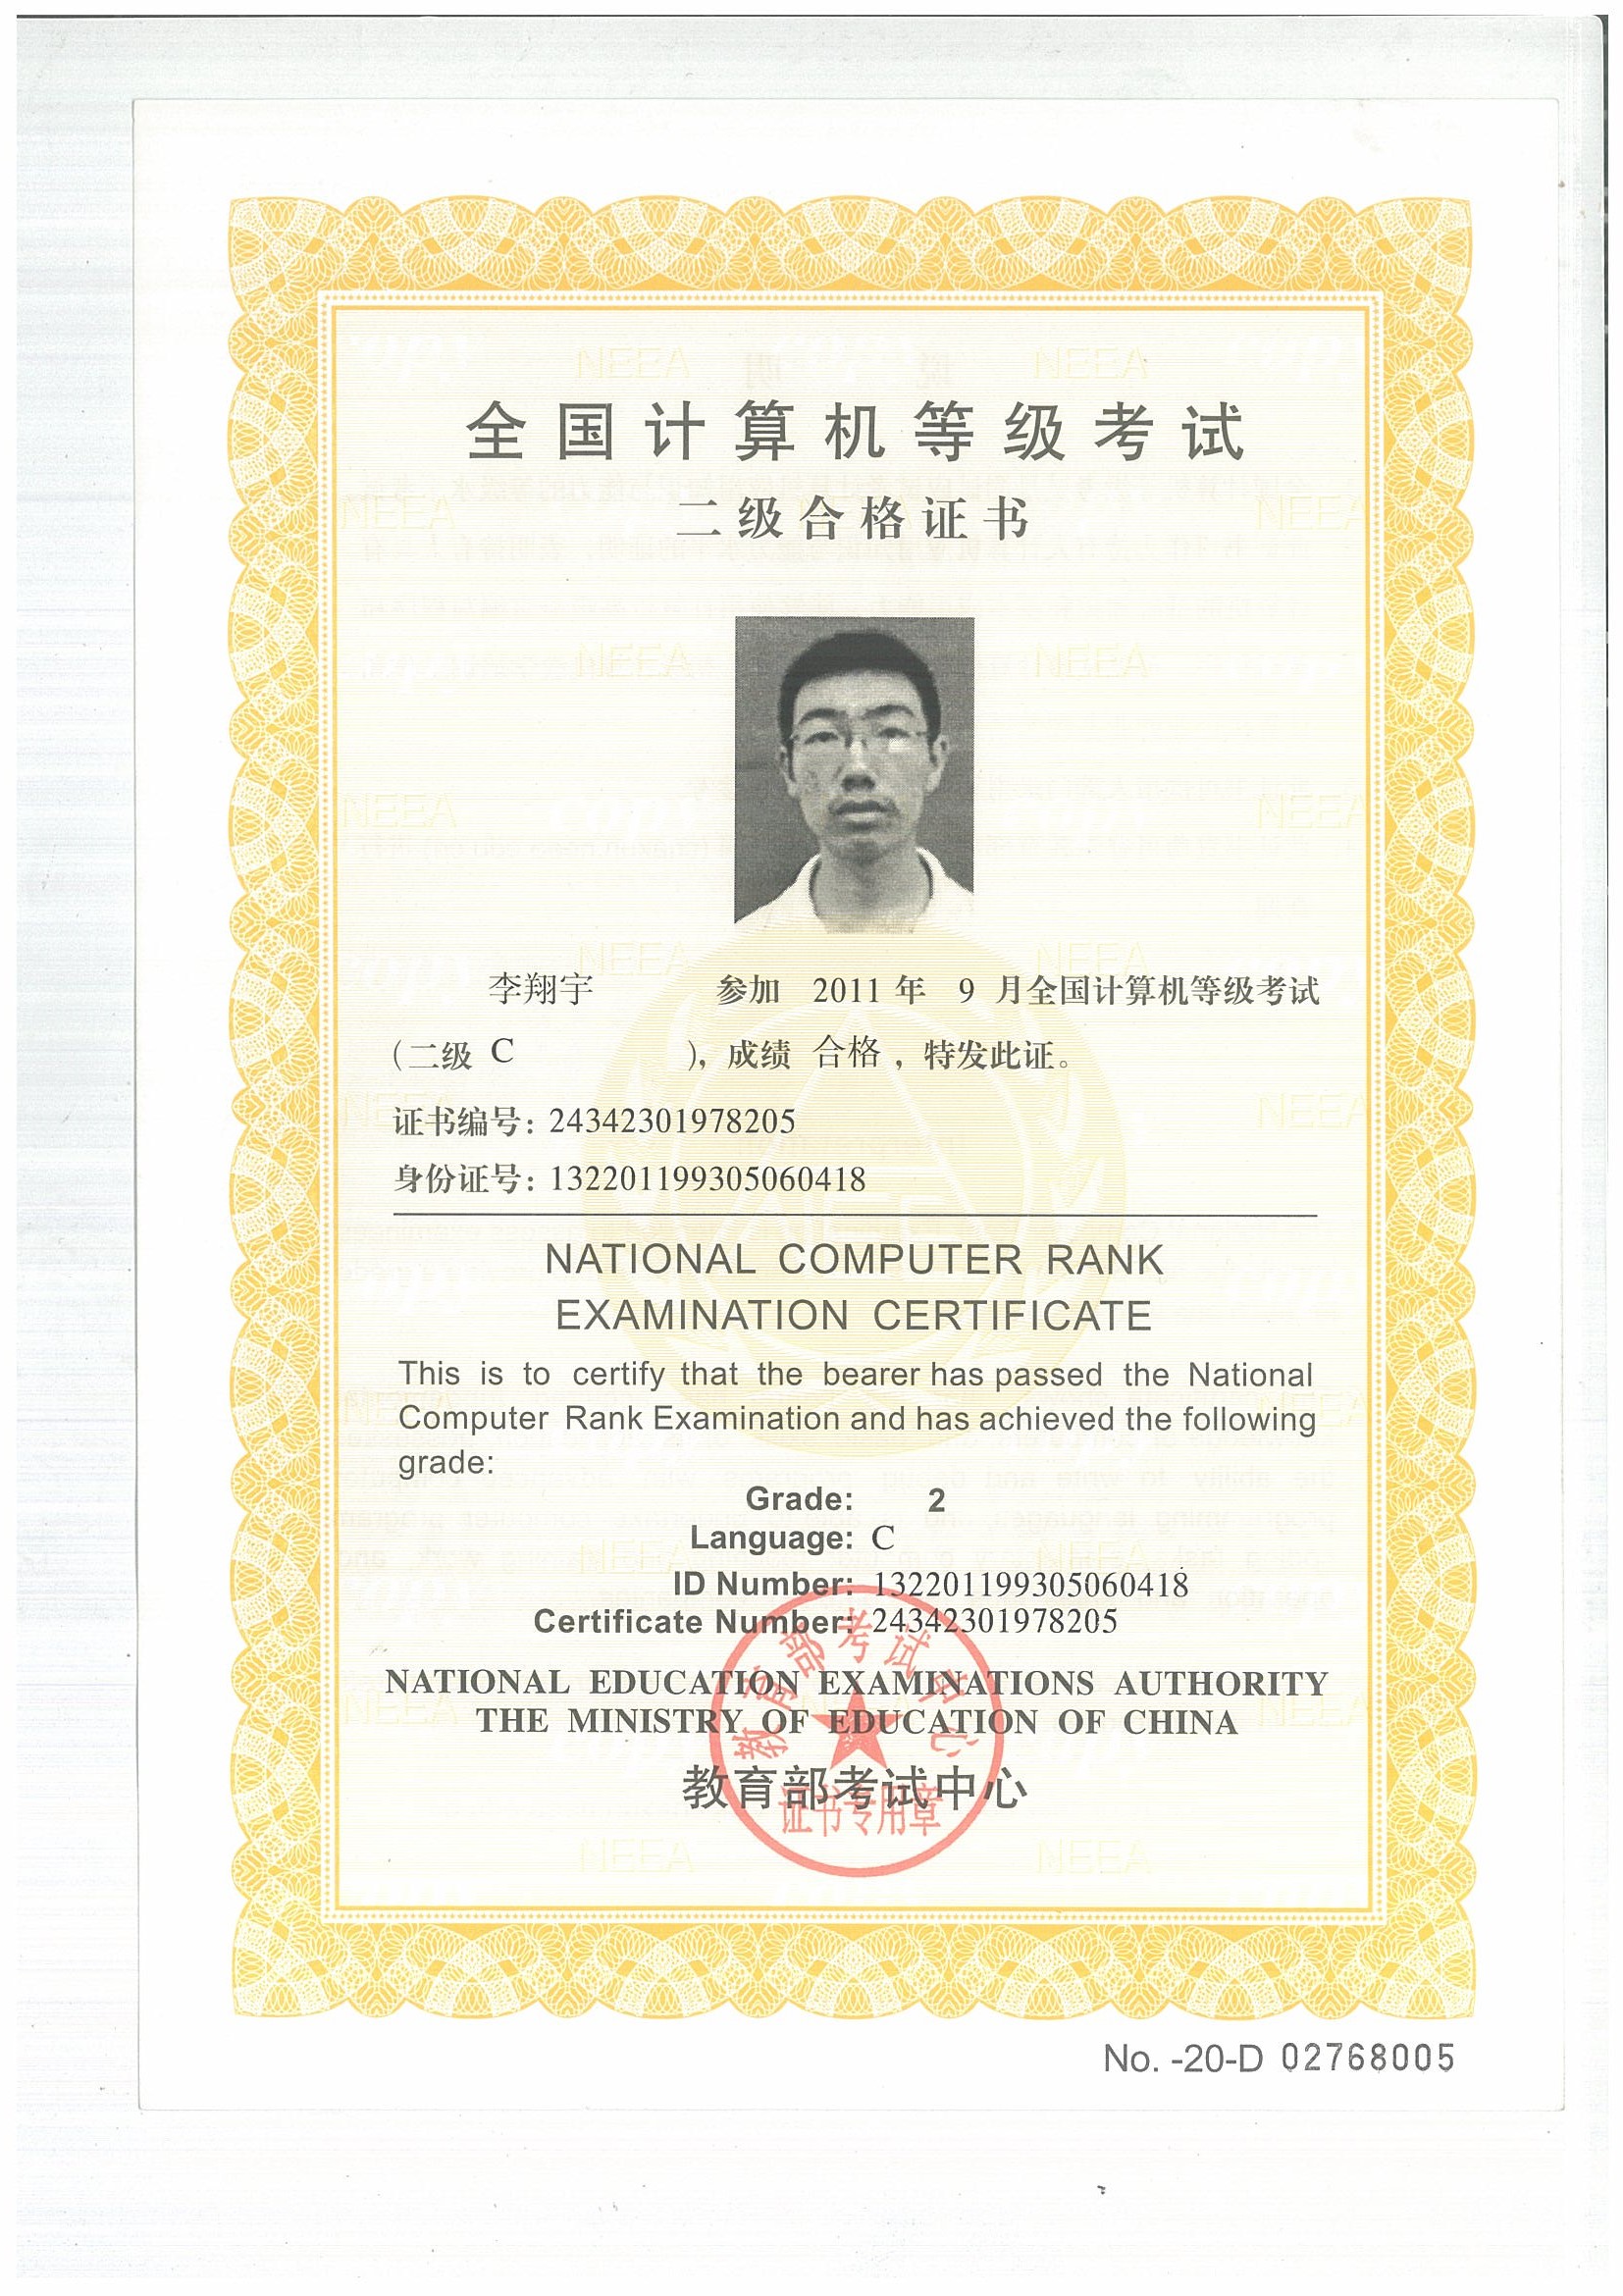 全国计算机等级考试
二级合格证书
李翔宇 参加 2011 年 9 月全国计算机等级考试
(二级 C ), 成绩 合格 , 特发此证。
证书编号: 24342301978205
身份证号: 132201199305060418
NATIONAL COMPUTER RANK
EXAMINATION CERTIFICATE
This is to certify that the bearer has passed the National
Computer Rank Examination and has achieved the following
grade:
Grade: 2
Language: C
ID Number: 132201199305060418
Certificate Number: 24342301978205
NATIONAL EDUCATION EXAMINATIONS AUTHORITY
THE MINISTRY OF EDUCATION OF CHINA
教育部考试中心
教育部考试中心
证书专用章
No. -20-D 02768005
NEEA